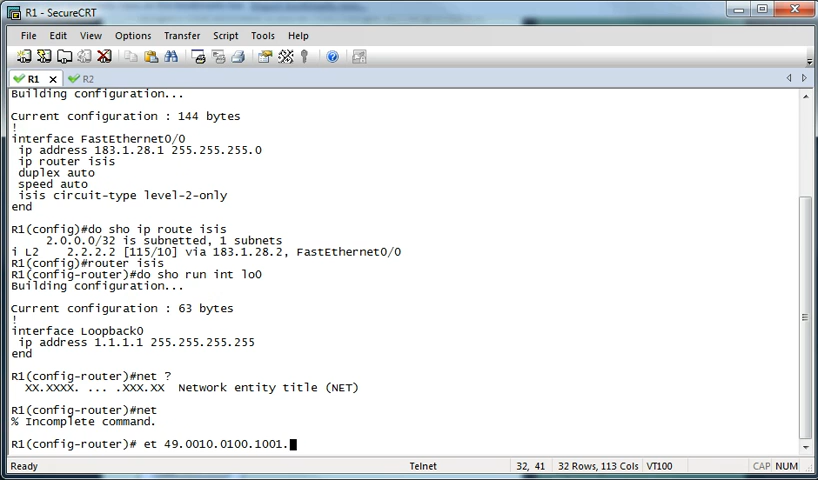 R1 - SecureCRT
File Edit View Options Transfer Script Tools Help
R1 R2
Building configuration...
Current configuration : 144 bytes
!
interface FastEthernet0/0
ip address 183.1.28.1 255.255.255.0
ip router isis
duplex auto
speed auto
isis circuit-type level-2-only
end
R1(config)#do sho ip route isis
2.0.0.0/32 is subnetted, 1 subnets
i L2 2.2.2.2 [115/10] via 183.1.28.2, FastEthernet0/0
R1(config)#router isis
R1(config-router)#do sho run int lo0
Building configuration...
Current configuration : 63 bytes
!
interface Loopback0
ip address 1.1.1.1 255.255.255.255
end
R1(config-router)#net ?
XX.XXXX. ... .XXX.XX Network entity title (NET)
R1(config-router)#net
% Incomplete command.
R1(config-router)# et 49.0010.0100.1001.
Ready Telnet 32, 41 32 Rows, 113 Cols VT100 CAP NUM